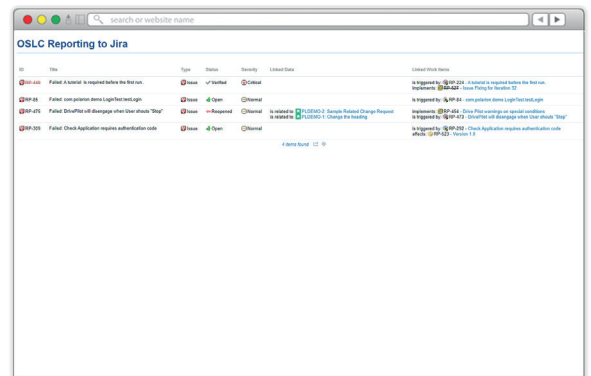 search or website name
OSLC Reporting to Jira
ID Title Type Status Severity Linked Data Linked Work Items
Failed: A tutorial is required before the first run. Issue Verified Critical is triggered by: RP-224 - A tutorial is required before the first run.
implements: RP-627 - Issue Fixing for Iteration 32
RP-85 Failed: com.polarion.demo.LoginTest.testLogin Issue Open Normal is triggered by: RP-84 - com.polarion.demo.LoginTest.testLogin
RP-475 Failed: DrivePilot will disengage when User shouts "Stop" Issue Reopened Normal is related to: PLDEMO-2: Sample Related Change Request implements: RP-454 - Drive Pilot warnings on special conditions
is related to: PLDEMO-1: Change the heading is triggered by: RP-473 - DrivePilot will disengage when User shouts "Stop"
RP-555 Failed: Check Application requires authentication code Issue Open Normal is triggered by: RP-292 - Check Application requires authentication code
effects: RP-523 - Version 1.0
4 items found